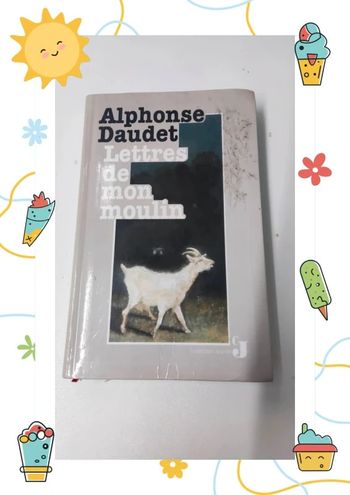 Alphonse
Daudet
Lettres
de
mon
moulin
J